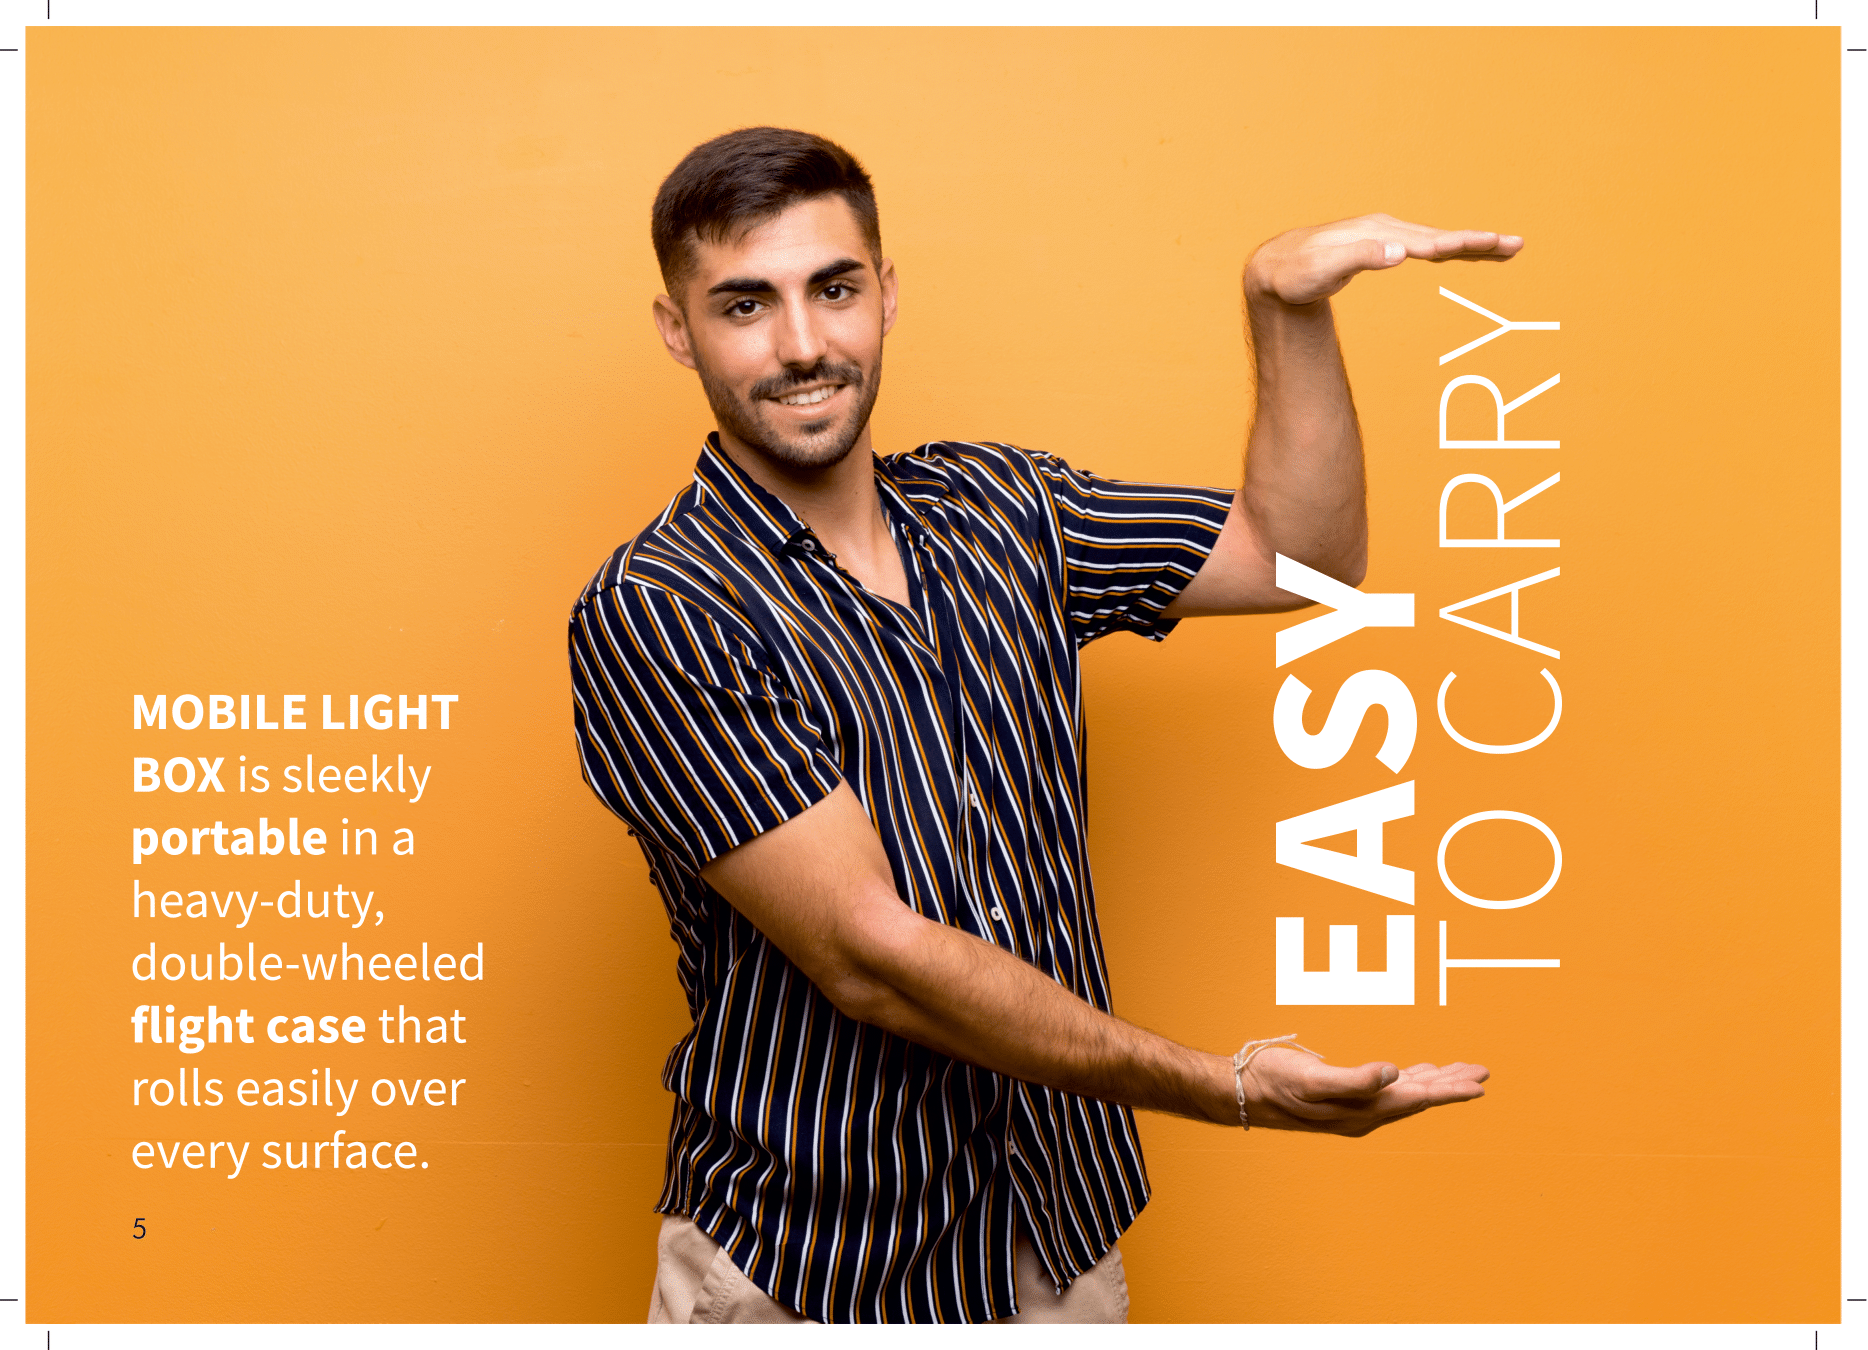 EASY
TO CARRY
MOBILE LIGHT
BOX is sleekly
portable in a
heavy-duty,
double-wheeled
flight case that
rolls easily over
every surface.
5